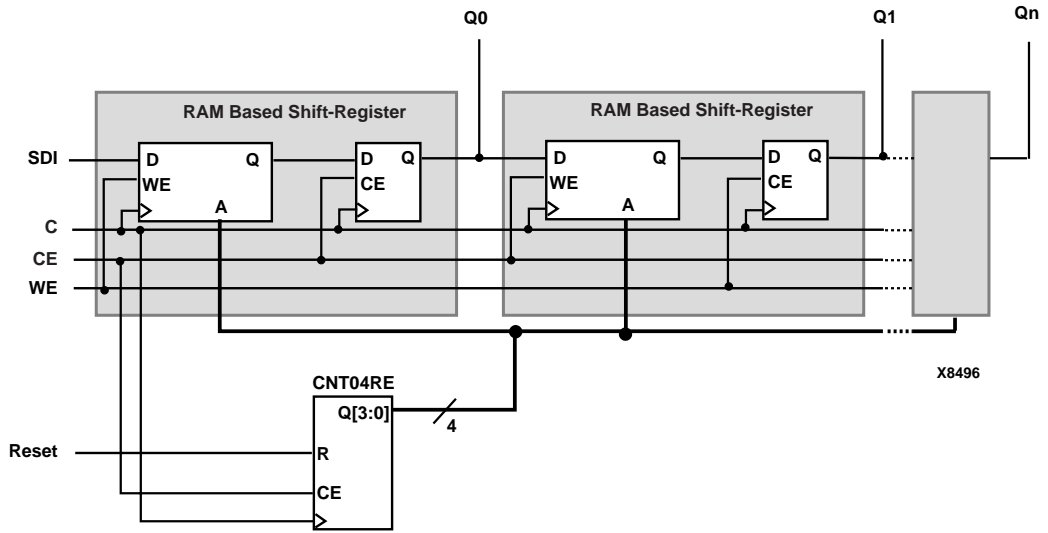 Q0
Q1
Qn
RAM Based Shift-Register
RAM Based Shift-Register
SDI
D
Q
D
Q
D
Q
D
Q
WE
CE
WE
CE
A
A
C
CE
WE
X8496
CNT04RE
Q[3:0]
4
Reset
R
CE